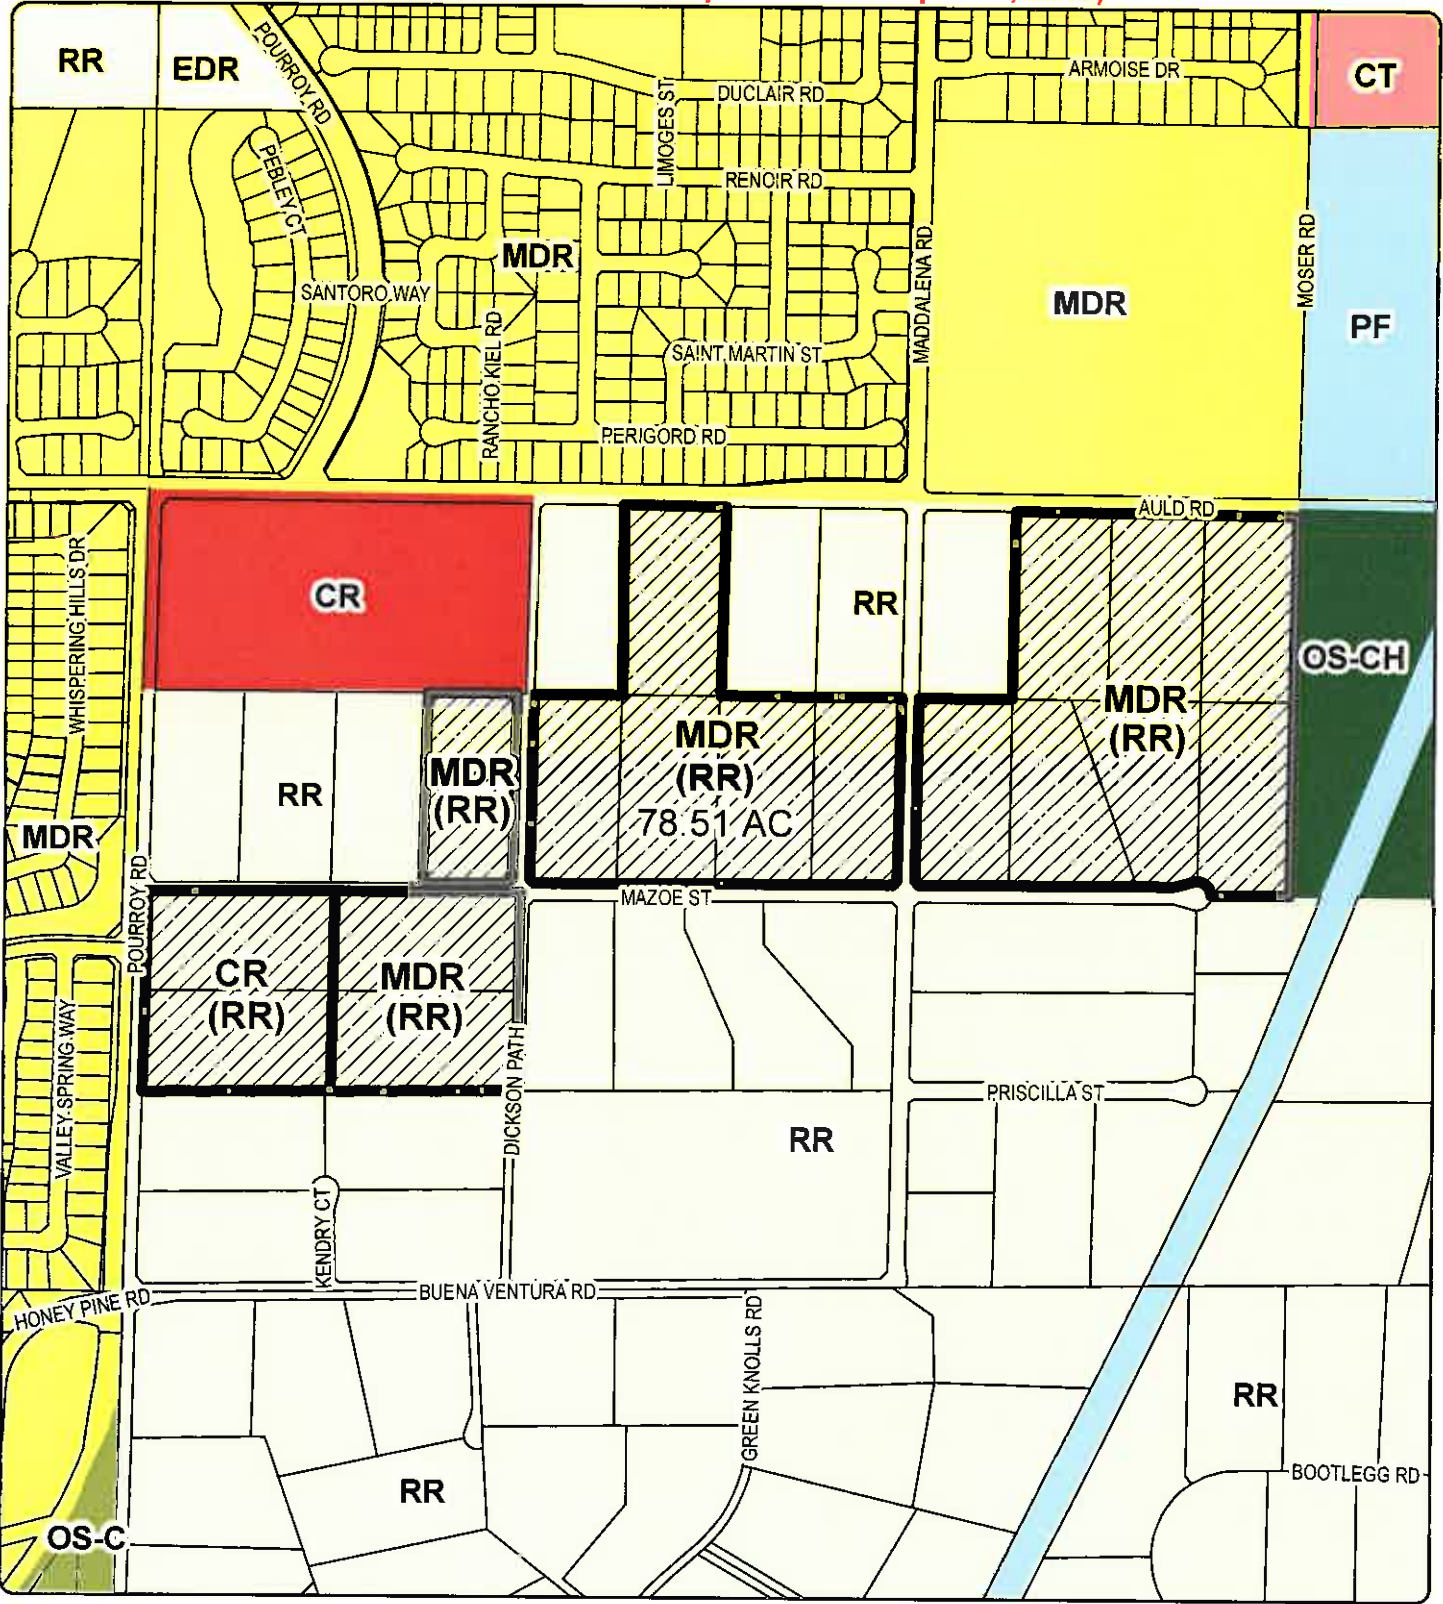 RR
EDR
POURROY RD
DUCLAIR RD
LIMOGES ST
ARMOISE DR
CT
PEBLEY CT
RENOIR RD
MDR
SANTORO WAY
RANCHO KIEL RD
SAINT MARTIN ST
MADDALENA RD
MDR
MOSER RD
PF
PERIGORD RD
AULD RD
WHISPERING HILLS DR
CR
RR
OS-CH
RR
MDR
(RR)
MDR
(RR)
78.51 AC
MDR
(RR)
MDR
POURROY RD
MAZOE ST
CR
(RR)
MDR
(RR)
VALLEY SPRING WAY
DICKSON PATH
PRISCILLA ST
RR
KENDRY CT
BUENA VENTURA RD
HONEY PINE RD
GREEN KNOLLS RD
RR
BOOTLEGG RD
RR
OS-C